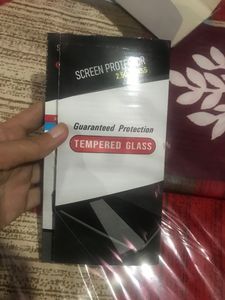 SCREEN PROTECTOR
Guaranteed Protection
TEMPERED GLASS